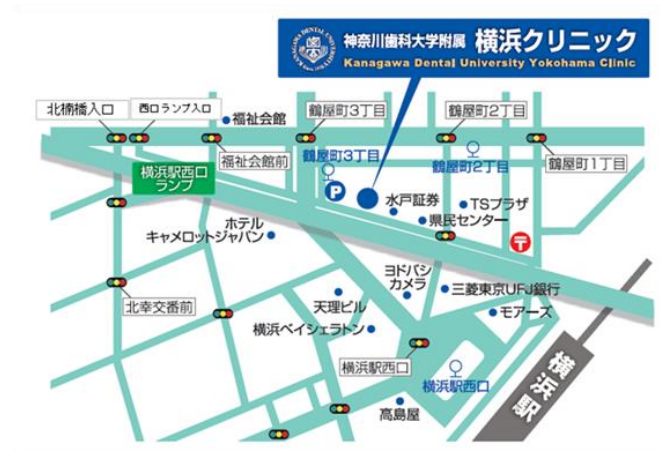 神奈川歯科大学附属 横浜クリニック
Kanagawa Dental University Yokohama Clinic
北楠橋入口
西口ランプ入口
福祉会館
鶴屋町3丁目
鶴屋町2丁目
福祉会館前
鶴屋町3丁目
鶴屋町2丁目
鶴屋町1丁目
横浜駅西口
ランプ
P
水戸証券
TSプラザ
県民センター
ホテル
キャメロットジャパン
ヨドバシ
カメラ
三菱東京UFJ銀行
北幸交番前
天理ビル
モアーズ
横浜ベイシェラトン
横浜駅西口
横浜駅西口
横浜駅
高島屋